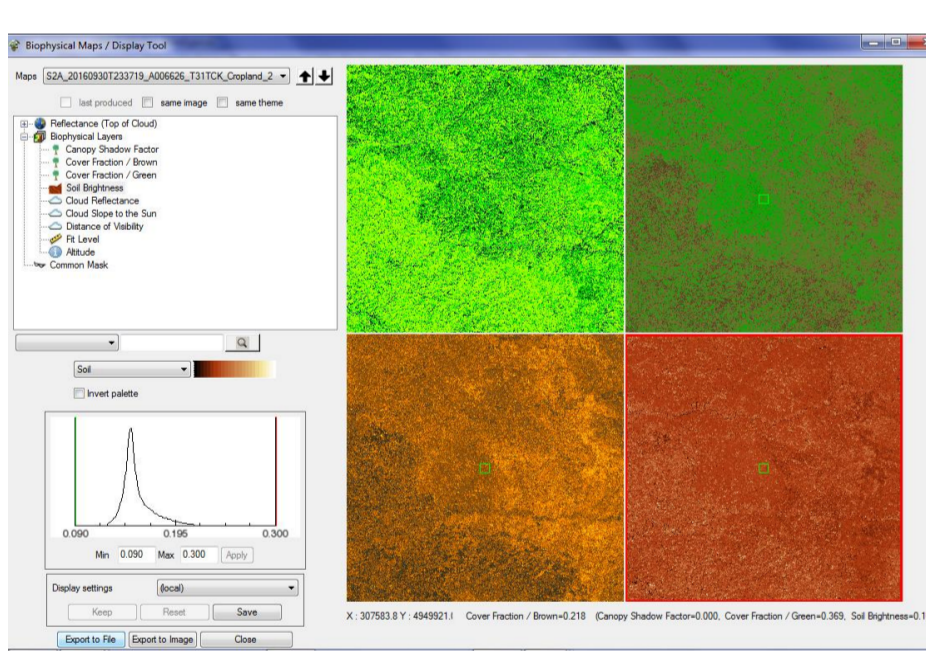 Biophysical Maps / Display Tool
Maps S2A_20160930T233719_A006626_T31TCK_Cropland_2
last produced same image same theme
Reflectance (Top of Cloud)
Biophysical Layers
Canopy Shadow Factor
Cover Fraction / Brown
Cover Fraction / Green
Soil Brightness
Cloud Reflectance
Cloud Slope to the Sun
Distance of Visibility
Fit Level
Altitude
Common Mask
Soil
Invert palette
0.090 0.195 0.300
Min 0.090 Max 0.300 Apply
Display settings (local)
Keep Reset Save
Export to File Export to Image Close
X : 307583.8 Y : 4949921.( Cover Fraction / Brown=0.218 (Canopy Shadow Factor=0.000, Cover Fraction / Green=0.369, Soil Brightness=0.1